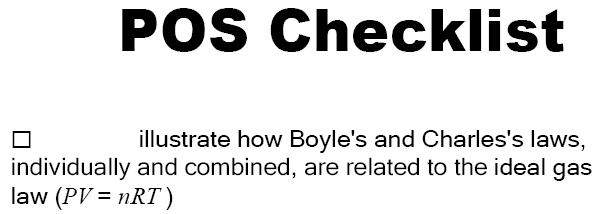 POS Checklist
☐ illustrate how Boyle's and Charles's laws,
individually and combined, are related to the ideal gas
law (PV = nRT )